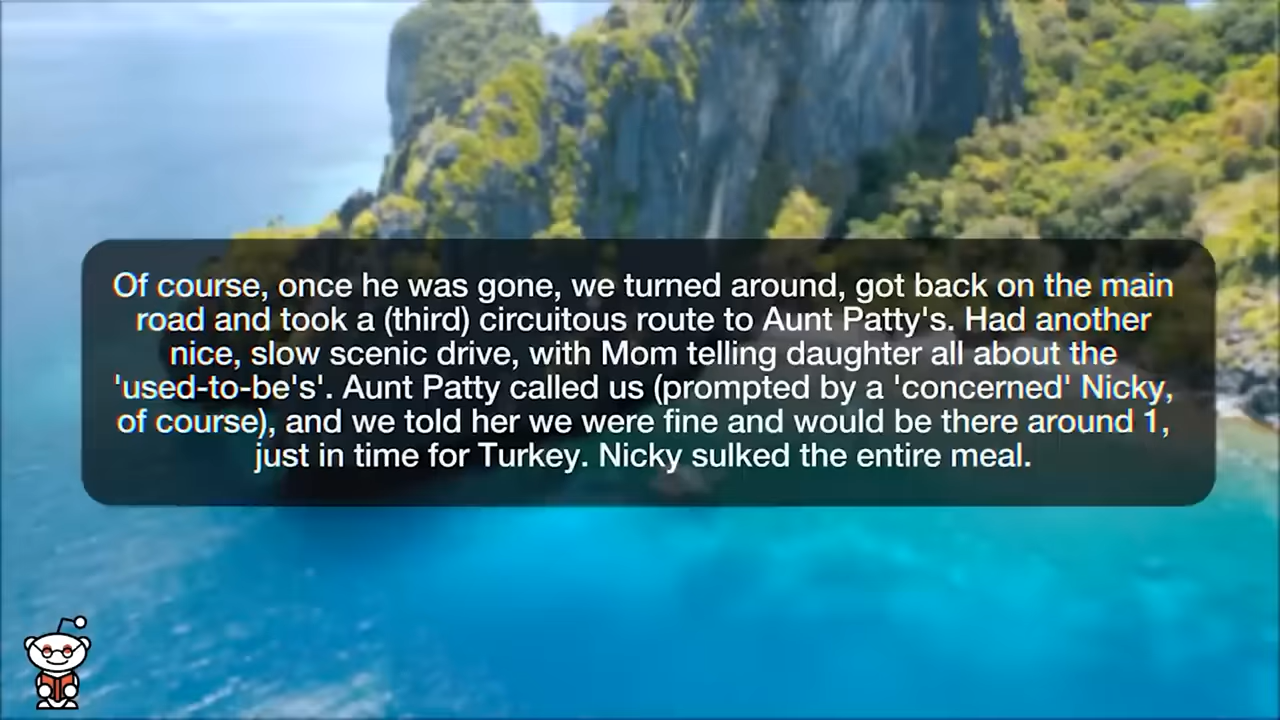 Of course, once he was gone, we turned around, got back on the main
road and took a (third) circuitous route to Aunt Patty's. Had another
nice, slow scenic drive, with Mom telling daughter all about the
'used-to-be's'. Aunt Patty called us (prompted by a 'concerned' Nicky,
of course), and we told her we were fine and would be there around 1,
just in time for Turkey. Nicky sulked the entire meal.